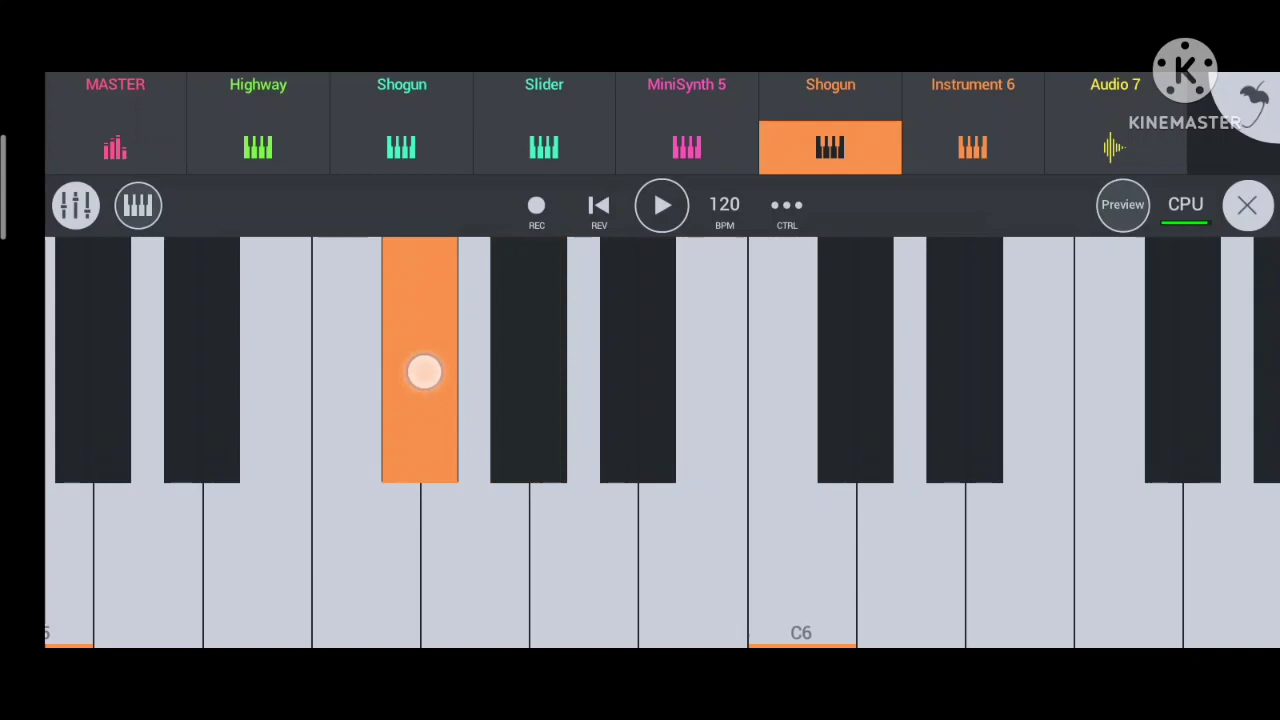 MASTER Highway Shogun Slider MiniSynth 5 Shogun Instrument 6 Audio 7
K
KINEMASTER
120 Preview CPU
REC REV BPM CTRL
5 C6